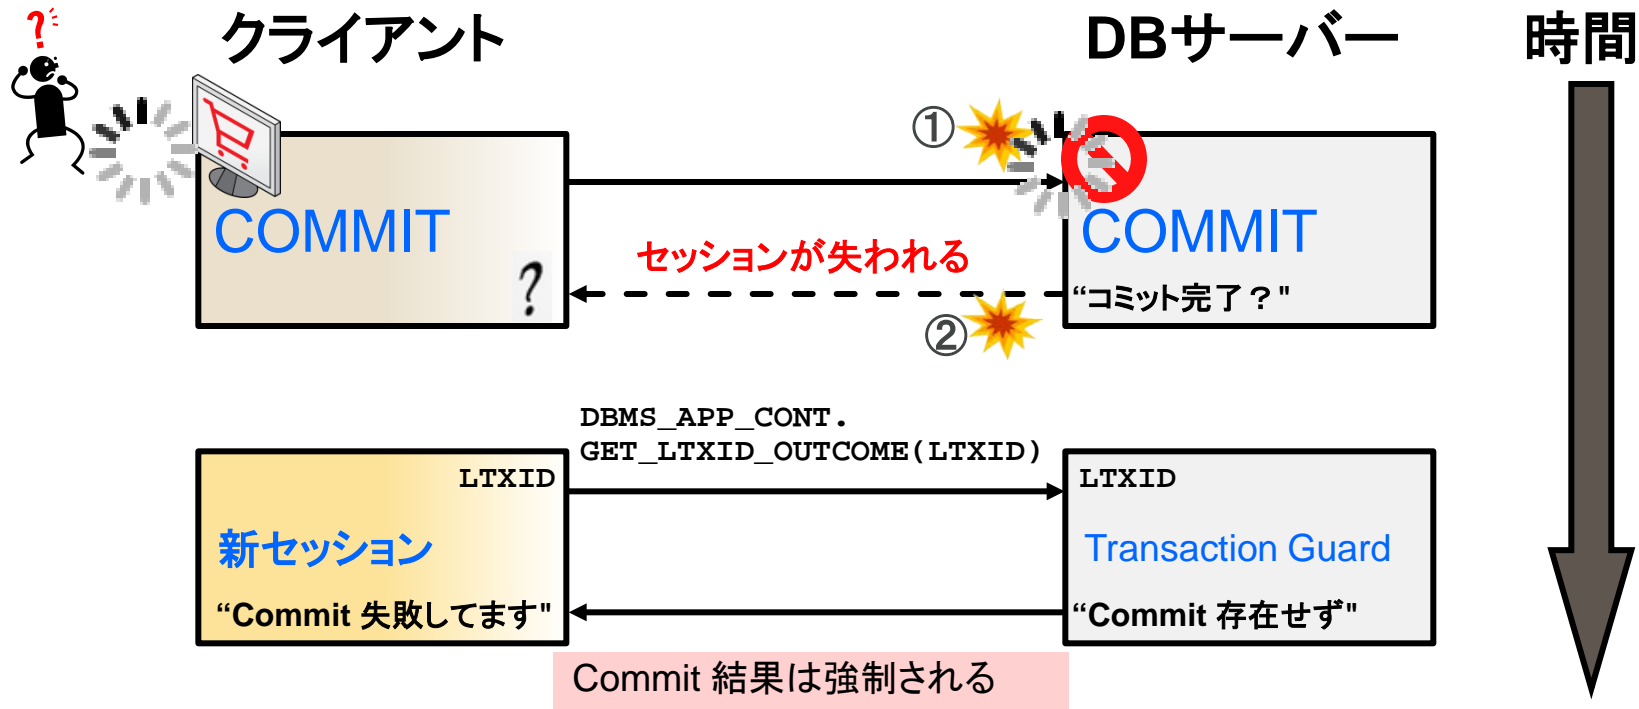 ?
クライアント
DBサーバー
時間
①
COMMIT
COMMIT
セッションが失われる
?
“コミット完了？"
②
DBMS_APP_CONT.
GET_LTXID_OUTCOME(LTXID)
LTXID
LTXID
新セッション
Transaction Guard
“Commit 失敗してます"
“Commit 存在せず"
Commit 結果は強制される